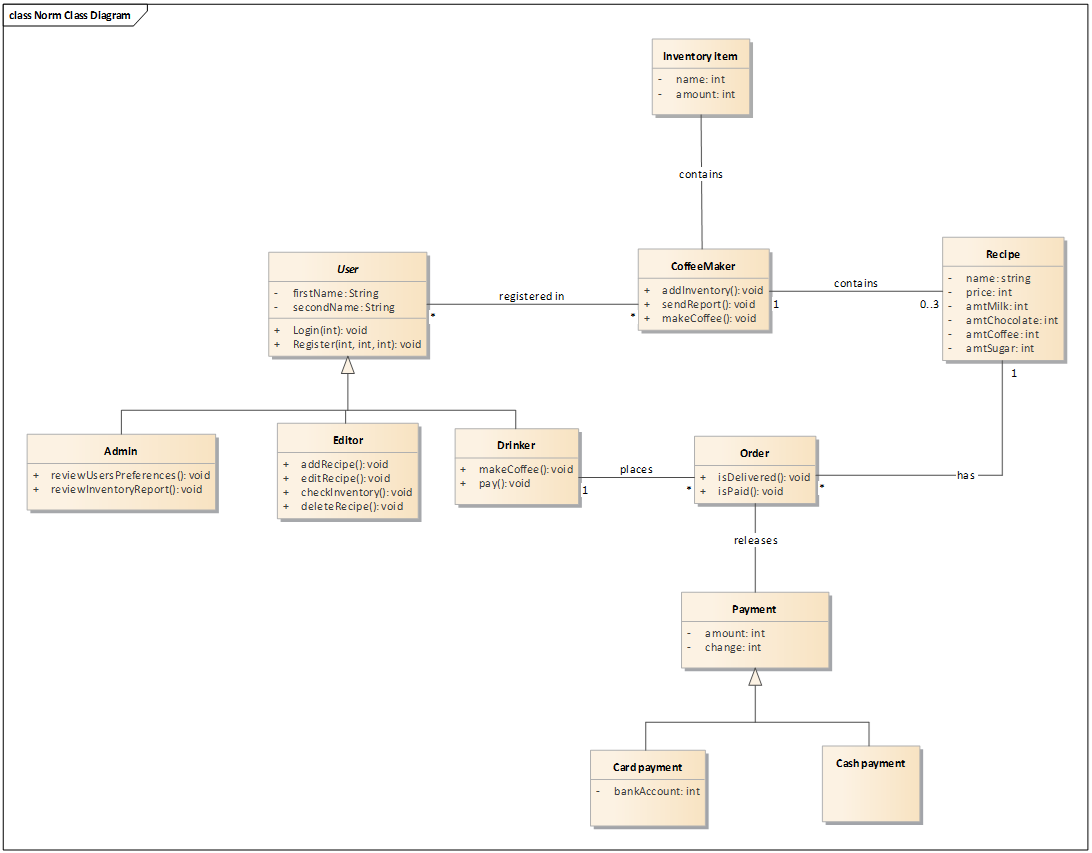 class Norm Class Diagram
Inventory item
- name: int
- amount: int
contains
User
- firstName: String
- secondName: String
+ Login(int): void
+ Register(int, int, int): void
*
registered in
*
CoffeeMaker
+ addInventory(): void
+ sendReport(): void
+ makeCoffee(): void
1
contains
0..3
Recipe
- name: string
- price: int
- amtMilk: int
- amtChocolate: int
- amtCoffee: int
- amtSugar: int
1
Admin
+ reviewUsersPreferences(): void
+ reviewInventoryReport(): void
Editor
+ addRecipe(): void
+ editRecipe(): void
+ checkInventory(): void
+ deleteRecipe(): void
Drinker
+ makeCoffee(): void
+ pay(): void
1
places
*
Order
+ isDelivered(): void
+ isPaid(): void
*
has
releases
Payment
- amount: int
- change: int
Card payment
- bankAccount: int
Cash payment